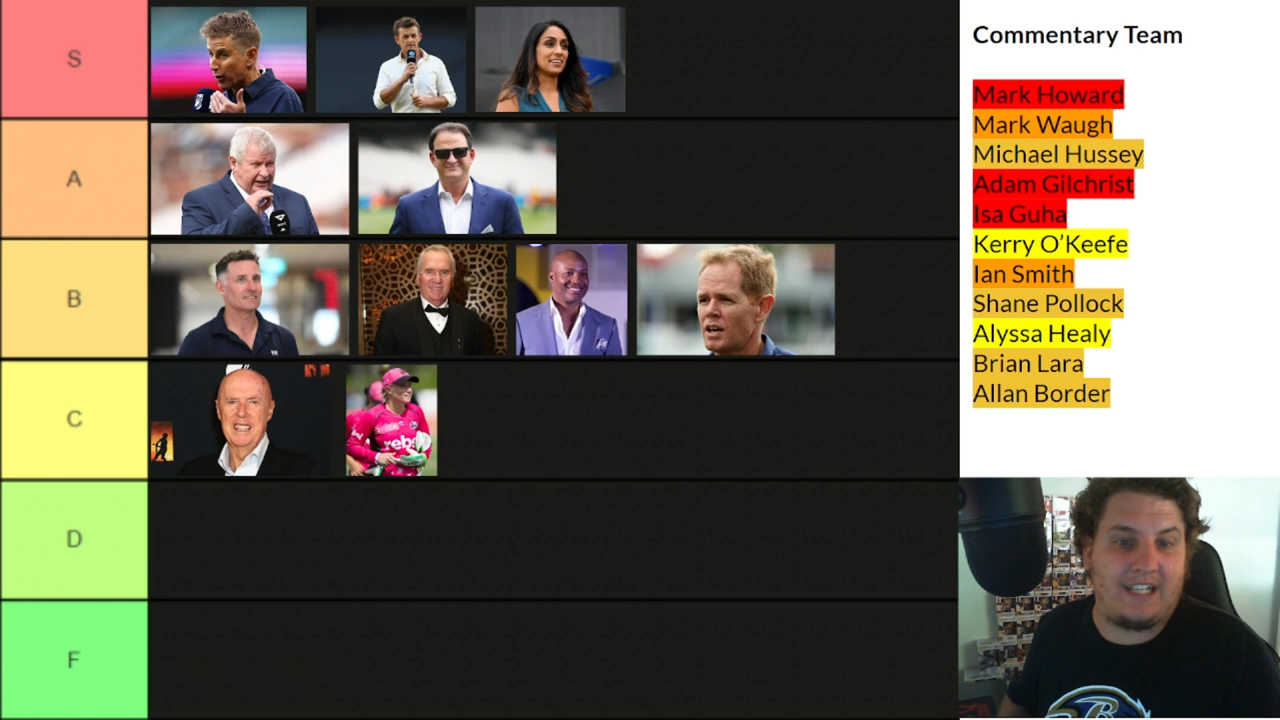 S
A
B
C
D
F
rebe
Commentary Team
Mark Howard
Mark Waugh
Michael Hussey
Adam Gilchrist
Isa Guha
Kerry O'Keefe
Ian Smith
Shane Pollock
Alyssa Healy
Brian Lara
Allan Border
B